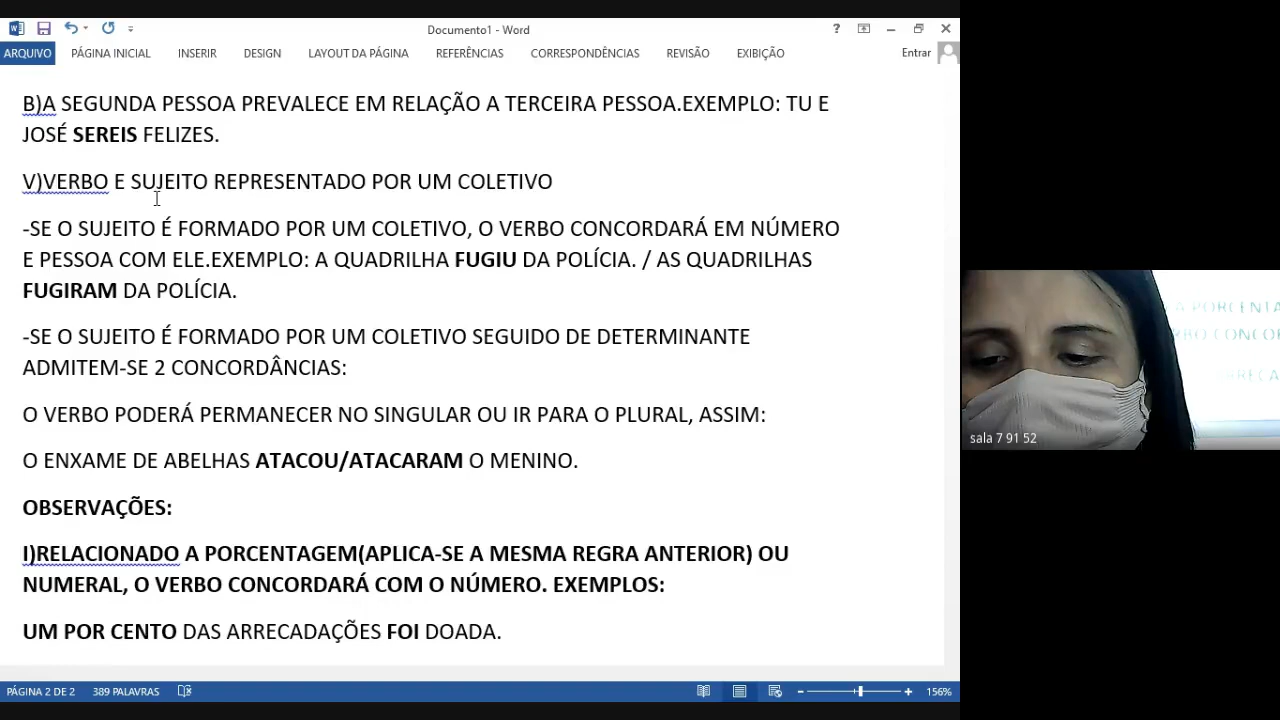 Documento1 - Word
?
ARQUIVO PÁGINA INICIAL INSERIR DESIGN LAYOUT DA PÁGINA REFERÊNCIAS CORRESPONDÊNCIAS REVISÃO EXIBIÇÃO Entrar
B)A SEGUNDA PESSOA PREVALECE EM RELAÇÃO A TERCEIRA PESSOA.EXEMPLO: TU E
JOSÉ SEREIS FELIZES.
V)VERBO E SUJEITO REPRESENTADO POR UM COLETIVO
-SE O SUJEITO É FORMADO POR UM COLETIVO, O VERBO CONCORDARÁ EM NÚMERO
E PESSOA COM ELE.EXEMPLO: A QUADRILHA FUGIU DA POLÍCIA. / AS QUADRILHAS
FUGIRAM DA POLÍCIA.
-SE O SUJEITO É FORMADO POR UM COLETIVO SEGUIDO DE DETERMINANTE
ADMITEM-SE 2 CONCORDÂNCIAS:
O VERBO PODERÁ PERMANECER NO SINGULAR OU IR PARA O PLURAL, ASSIM:
O ENXAME DE ABELHAS ATACOU/ATACARAM O MENINO.
OBSERVAÇÕES:
I)RELACIONADO A PORCENTAGEM(APLICA-SE A MESMA REGRA ANTERIOR) OU
NUMERAL, O VERBO CONCORDARÁ COM O NÚMERO. EXEMPLOS:
UM POR CENTO DAS ARRECADAÇÕES FOI DOADA.
PÁGINA 2 DE 2 389 PALAVRAS 156%
A PORCENTA
RBO CONCOR
sala 7 91 52